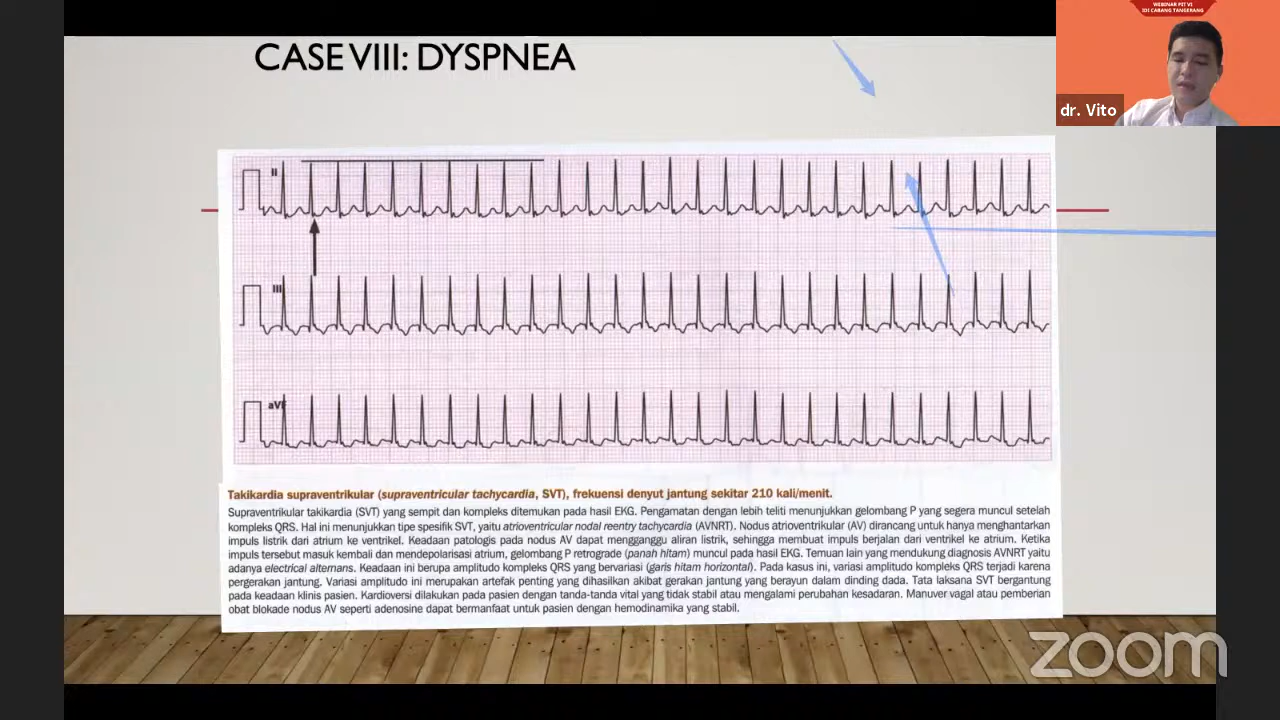 WEBINAR PIT VI
IDI CABANG TANGERANG
dr. Vito
CASE VIII: DYSPNEA
II
III
aVF
Takikardia supraventrikular (supraventricular tachycardia, SVT), frekuensi denyut jantung sekitar 210 kali/menit.
Supraventrikular takikardia (SVT) yang sempit dan kompleks ditemukan pada hasil EKG. Pengamatan dengan lebih teliti menunjukkan gelombang P yang segera muncul setelah
kompleks QRS. Hal ini menunjukkan tipe spesifik SVT, yaitu atrioventricular nodal reentry tachycardia (AVNRT). Nodus atrioventrikular (AV) dirancang untuk hanya menghantarkan
impuls listrik dari atrium ke ventrikel. Keadaan patologis pada nodus AV dapat mengganggu aliran listrik, sehingga membuat impuls berjalan dari ventrikel ke atrium. Ketika
impuls tersebut masuk kembali dan mendepolarisasi atrium, gelombang P retrograde (panah hitam) muncul pada hasil EKG. Temuan lain yang mendukung diagnosis AVNRT yaitu
adanya electrical alternans. Keadaan ini berupa amplitudo kompleks QRS yang bervariasi (garis hitam horizontal). Pada kasus ini, variasi amplitudo kompleks QRS terjadi karena
pergerakan jantung. Variasi amplitudo ini merupakan artefak penting yang dihasilkan akibat gerakan jantung yang berayun dalam dinding dada. Tata laksana SVT bergantung
pada keadaan klinis pasien. Kardioversi dilakukan pada pasien dengan tanda-tanda vital yang tidak stabil atau mengalami perubahan kesadaran. Manuver vagal atau pemberian
obat blokade nodus AV seperti adenosine dapat bermanfaat untuk pasien dengan hemodinamika yang stabil.
zoom